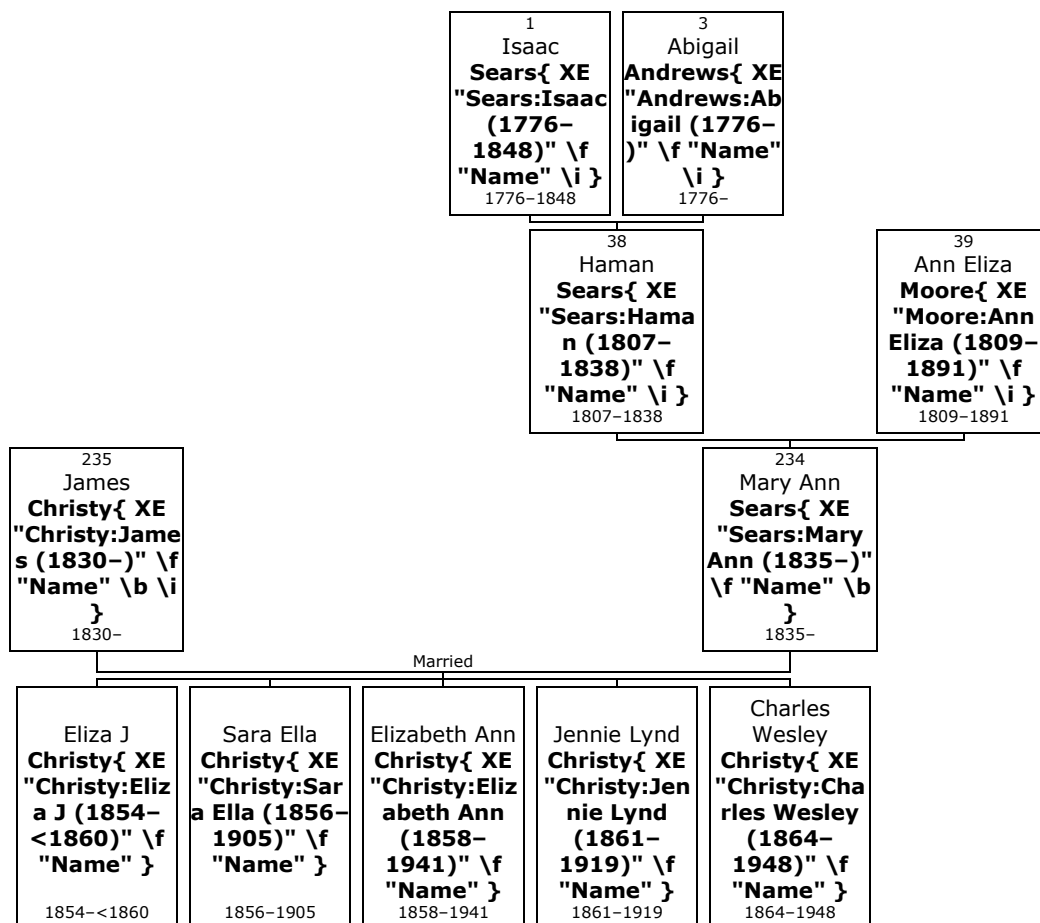 1
Isaac
Sears{ XE
"Sears:Isaac
(1776–
1848)" \f
"Name" \i }
1776–1848
3
Abigail
Andrews{ XE
"Andrews:Ab
igail (1776–
)" \f "Name"
\i }
1776–
38
Haman
Sears{ XE
"Sears:Hama
n (1807–
1838)" \f
"Name" \i }
1807–1838
39
Ann Eliza
Moore{ XE
"Moore:Ann
Eliza (1809–
1891)" \f
"Name" \i }
1809–1891
235
James
Christy{ XE
"Christy:Jame
s (1830–)" \f
"Name" \b \i
}
1830–
234
Mary Ann
Sears{ XE
"Sears:Mary
Ann (1835–)"
\f "Name" \b
}
1835–
Married
Eliza J
Christy{ XE
"Christy:Eliz
a J (1854–
<1860)" \f
"Name" }
1854–<1860
Sara Ella
Christy{ XE
"Christy:Sar
a Ella (1856–
1905)" \f
"Name" }
1856–1905
Elizabeth Ann
Christy{ XE
"Christy:Eliz
abeth Ann
(1858–
1941)" \f
"Name" }
1858–1941
Jennie Lynd
Christy{ XE
"Christy:Jen
nie Lynd
(1861–
1919)" \f
"Name" }
1861–1919
Charles
Wesley
Christy{ XE
"Christy:Cha
rles Wesley
(1864–
1948)" \f
"Name" }
1864–1948